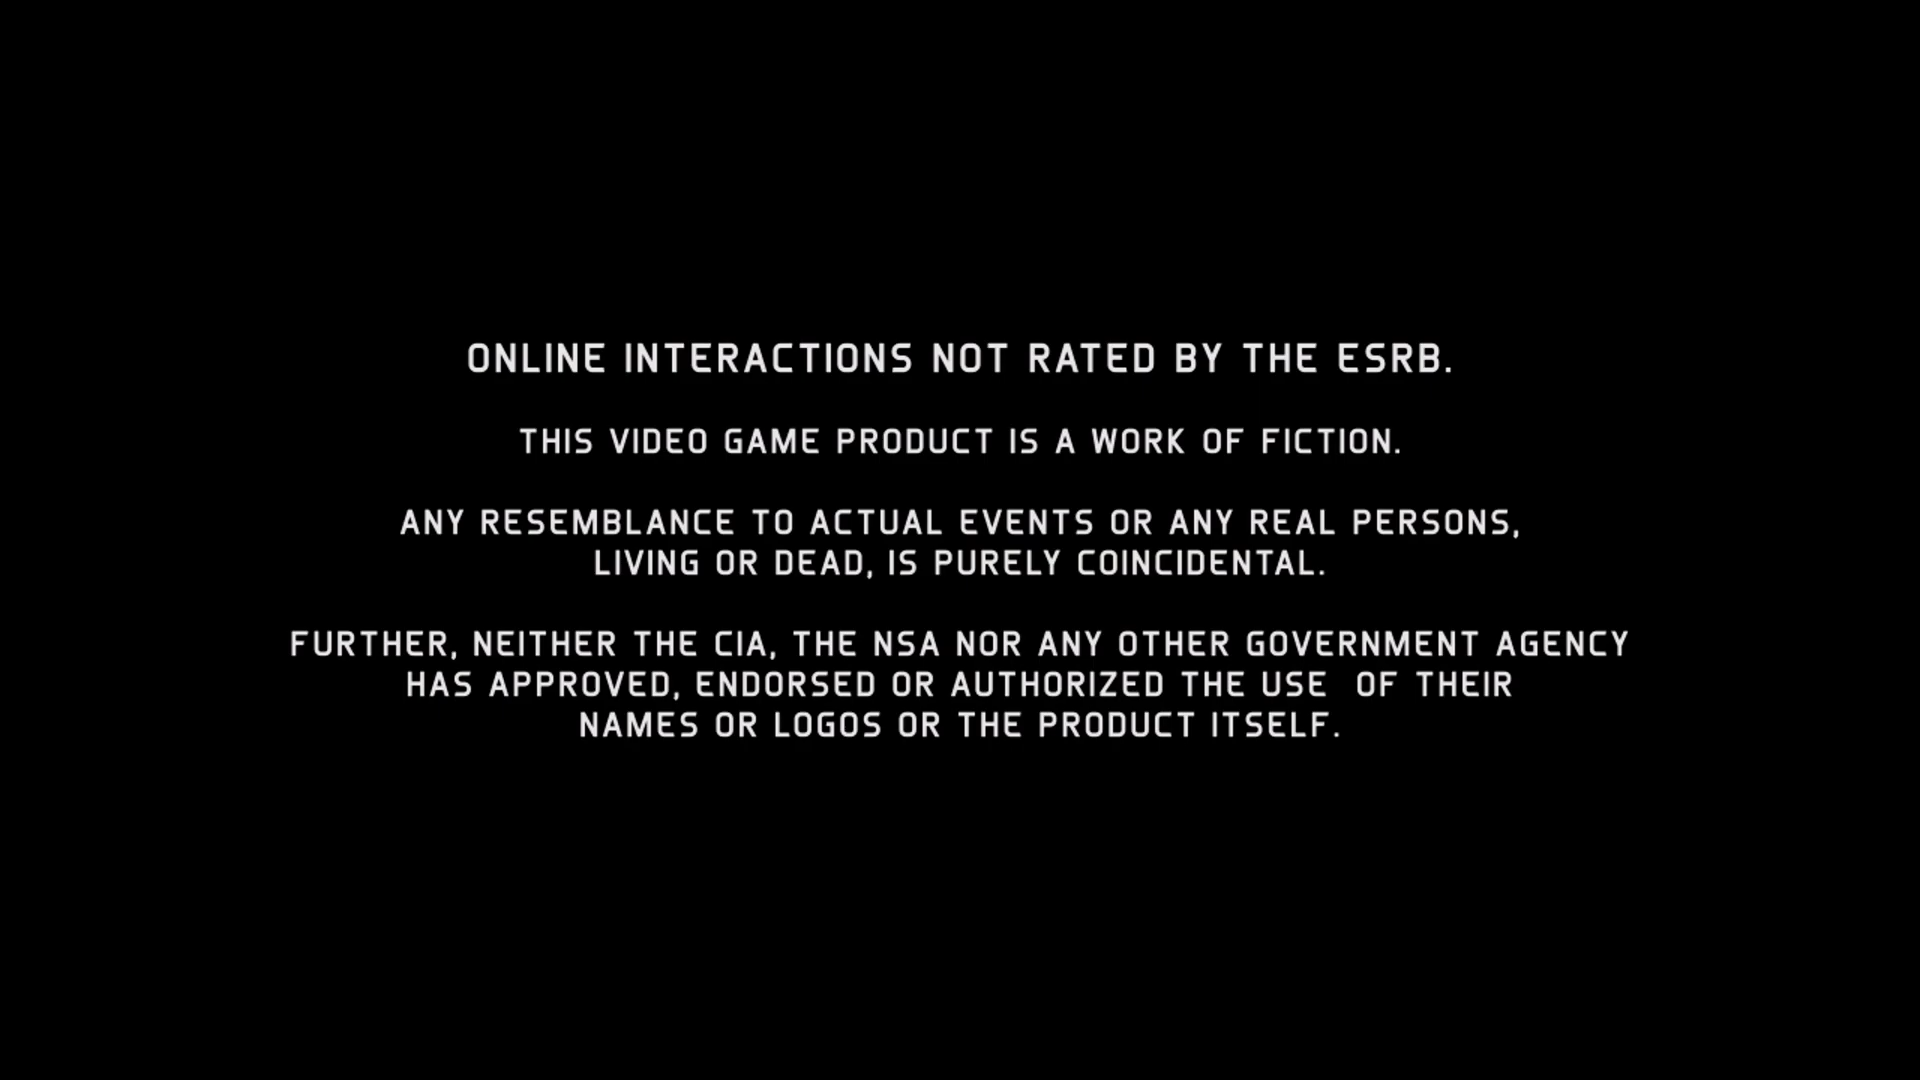 ONLINE INTERACTIONS NOT RATED BY THE ESRB.
THIS VIDEO GAME PRODUCT IS A WORK OF FICTION.
ANY RESEMBLANCE TO ACTUAL EVENTS OR ANY REAL PERSONS,
LIVING OR DEAD, IS PURELY COINCIDENTAL.
FURTHER, NEITHER THE CIA, THE NSA NOR ANY OTHER GOVERNMENT AGENCY
HAS APPROVED, ENDORSED OR AUTHORIZED THE USE  OF THEIR
NAMES OR LOGOS OR THE PRODUCT ITSELF.